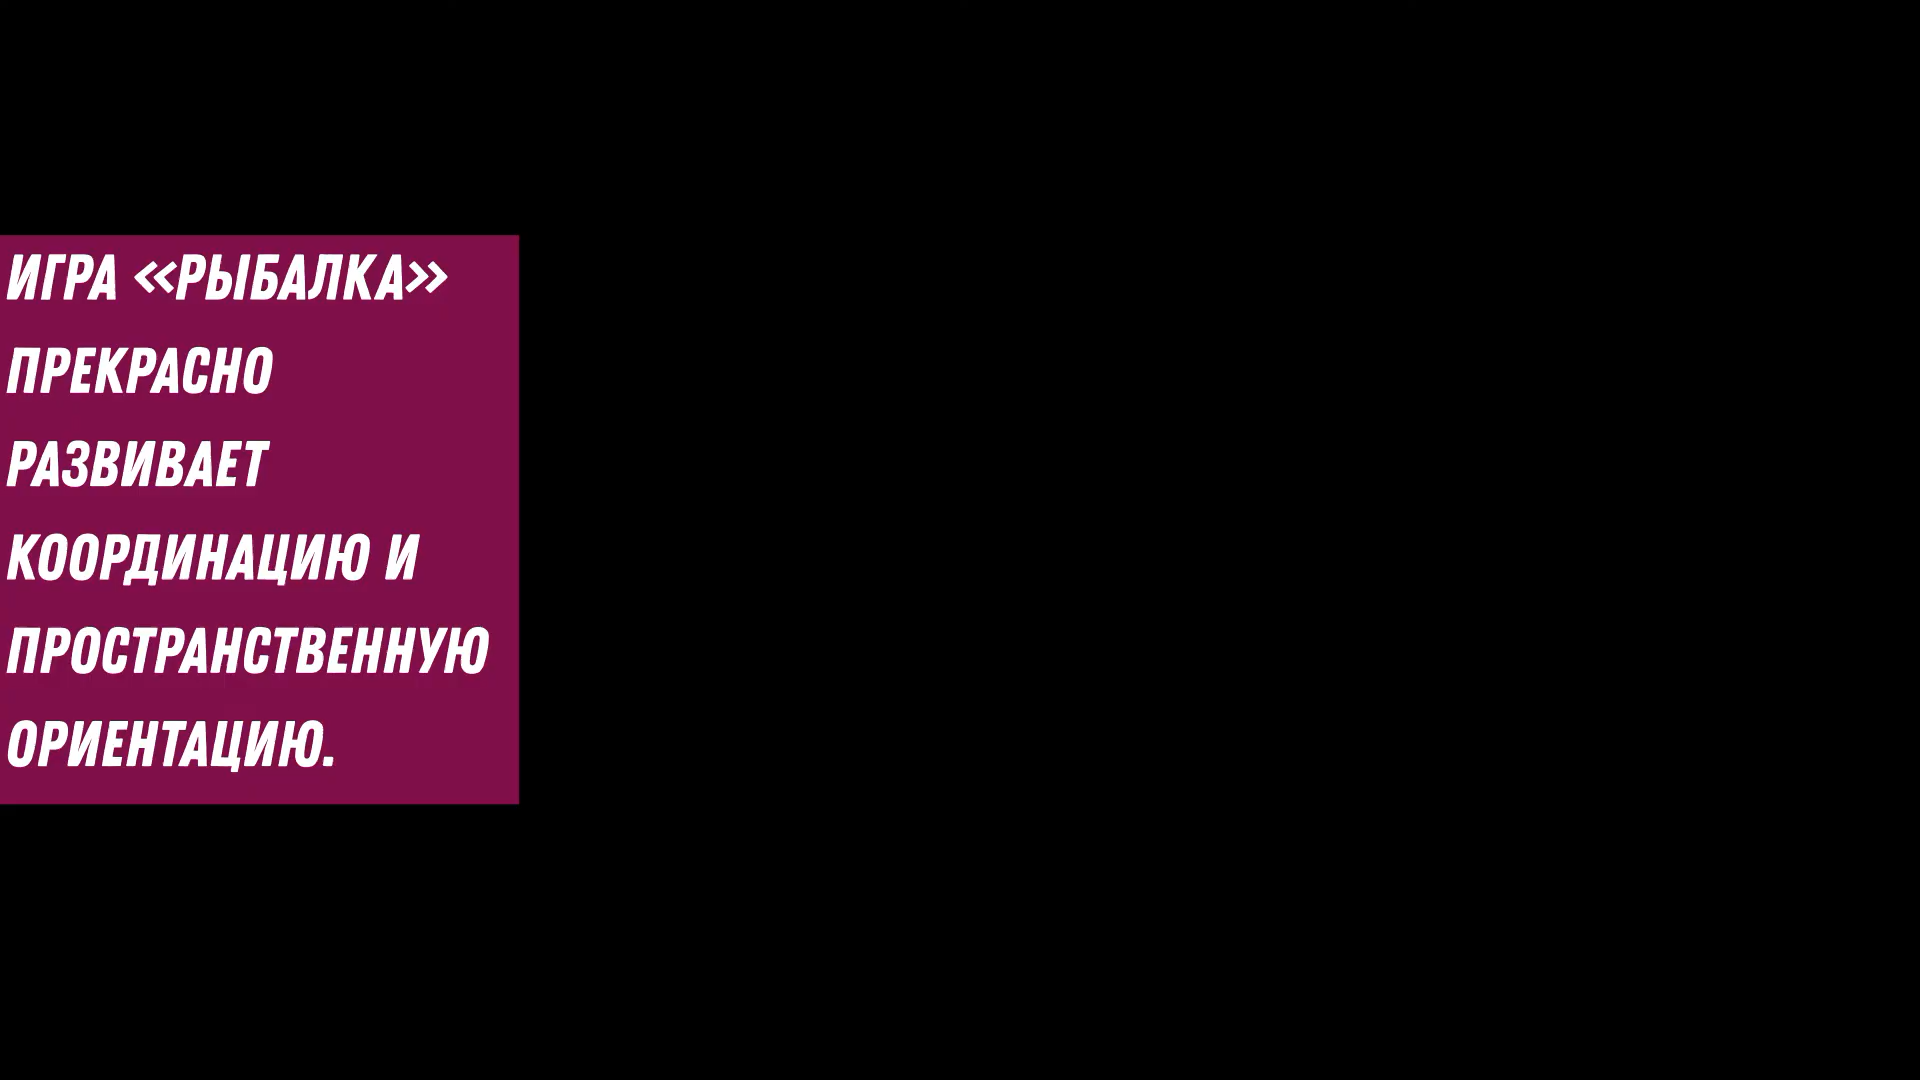 ИГРА «РЫБАЛКА»
ПРЕКРАСНО
РАЗВИВАЕТ
КООРДИНАЦИЮ И
ПРОСТРАНСТВЕННУЮ
ОРИЕНТАЦИЮ.